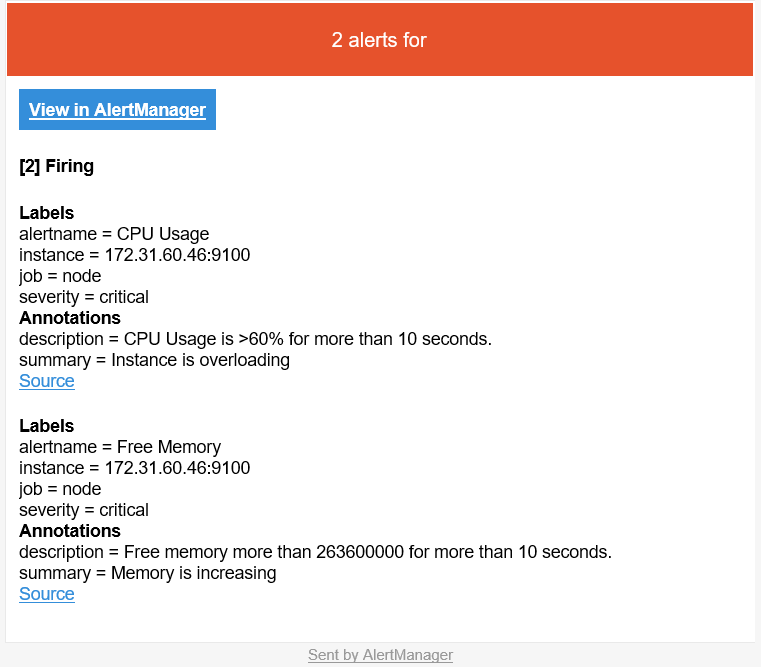 2 alerts for
View in AlertManager
[2] Firing
Labels
alertname = CPU Usage
instance = 172.31.60.46:9100
job = node
severity = critical
Annotations
description = CPU Usage is >60% for more than 10 seconds.
summary = Instance is overloading
Source
Labels
alertname = Free Memory
instance = 172.31.60.46:9100
job = node
severity = critical
Annotations
description = Free memory more than 263600000 for more than 10 seconds.
summary = Memory is increasing
Source
Sent by AlertManager